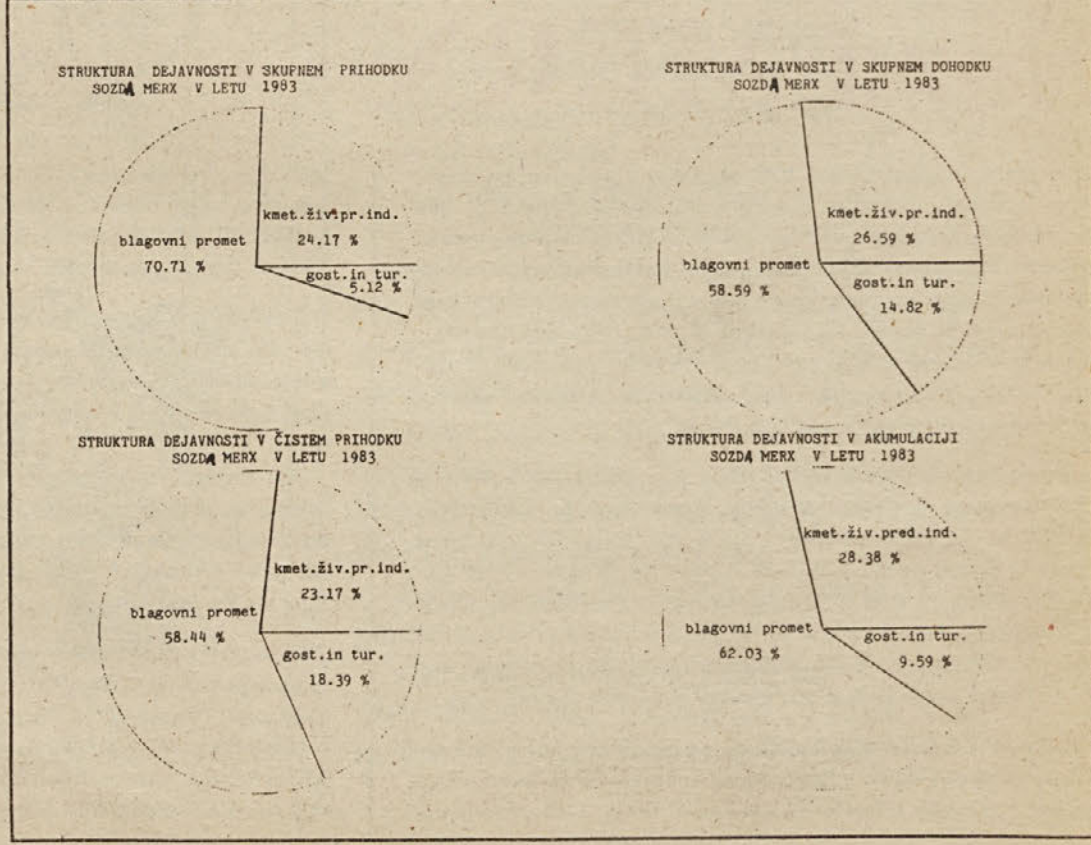 STRUKTURA DEJAVNOSTI V SKUPNEM PRIHODKU
SOZDA MERX V LETU 1983
kmet.živ.pr.ind.
24.17 %
blagovni promet
70.71 %
gost.in tur.
5.12 %
STRUKTURA DEJAVNOSTI V SKUPNEM DOHODKU
SOZDA MERX V LETU 1983
kmet.živ.pr.ind.
26.59 %
blagovni promet
58.59 %
gost.in tur.
14.82 %
STRUKTURA DEJAVNOSTI V ČISTEM PRIHODKU
SOZDA MERX V LETU 1983
kmet.živ.pr.ind.
23.17 %
blagovni promet
58.44 %
gost.in tur.
18.39 %
STRUKTURA DEJAVNOSTI V AKUMULACIJI
SOZDA MERX V LETU 1983
kmet.živ.pred.ind.
28.38 %
blagovni promet
62.03 %
gost.in tur.
9.59 %